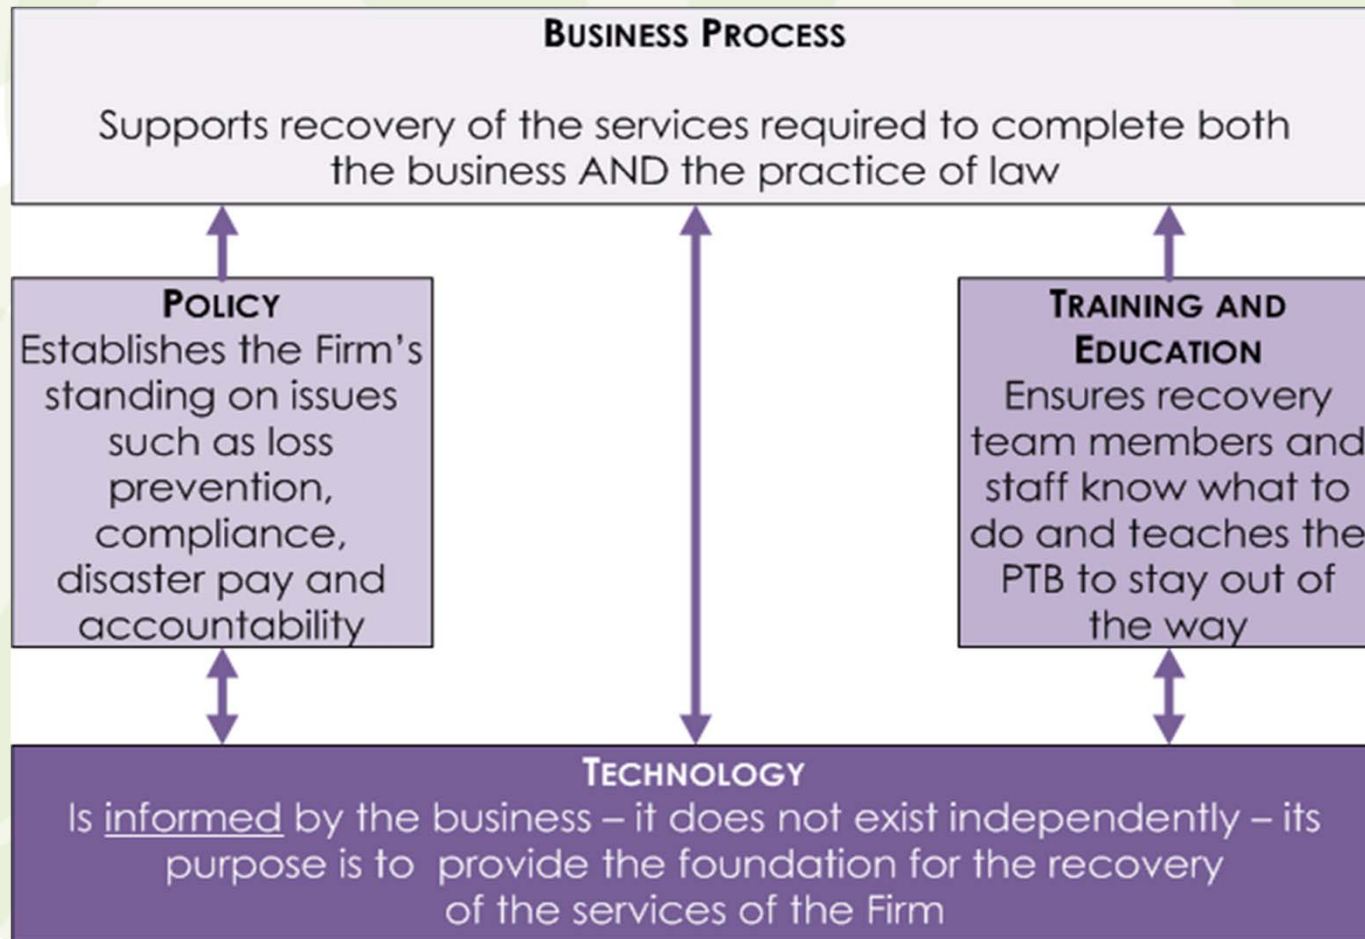 BUSINESS PROCESS
Supports recovery of the services required to complete both
the business AND the practice of law
POLICY
Establishes the Firm's
standing on issues
such as loss
prevention,
compliance,
disaster pay and
accountability
TRAINING AND
EDUCATION
Ensures recovery
team members and
staff know what to
do and teaches the
PTB to stay out of
the way
TECHNOLOGY
Is informed by the business – it does not exist independently – its
purpose is to  provide the foundation for the recovery
of the services of the Firm